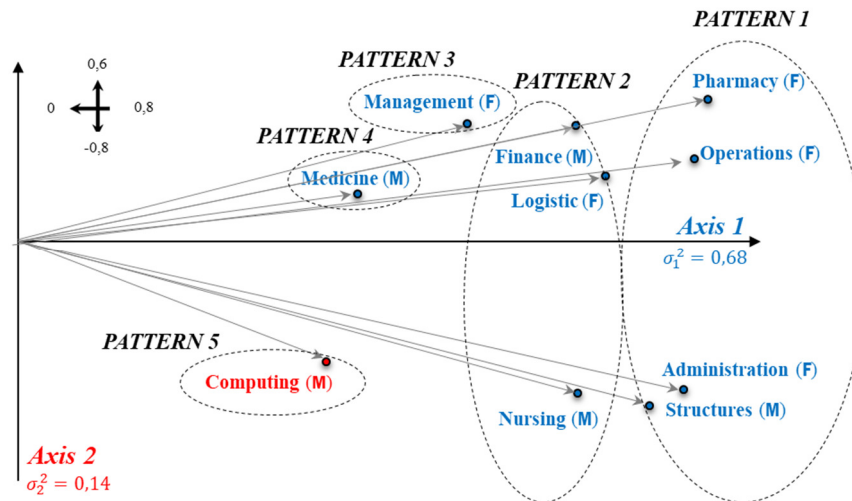 PATTERN 1
0,6
PATTERN 3
PATTERN 2
Pharmacy (F)
Management (F)
0
0,8
-0,8
PATTERN 4
Finance (M)
Operations (F)
Medicine (M)
Logistic (F)
Axis 1
σ₁² = 0,68
PATTERN 5
Computing (M)
Administration (F)
Nursing (M)
Structures (M)
Axis 2
σ₂² = 0,14